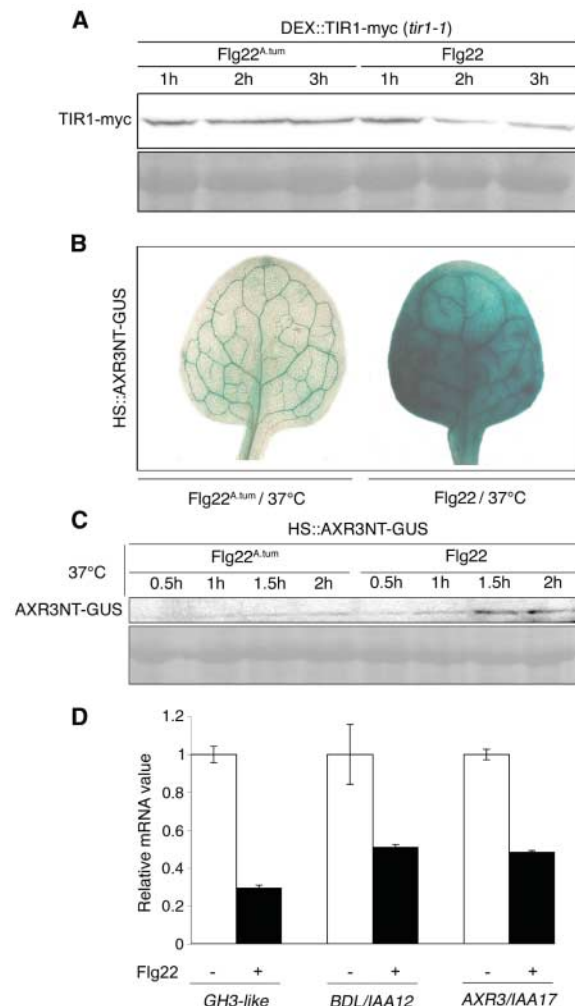 A
DEX::TIR1-myc (tir1-1)
Flg22A.tum Flg22
1h 2h 3h 1h 2h 3h
TIR1-myc
B
HS::AXR3NT-GUS
Flg22A.tum / 37°C Flg22 / 37°C
C
HS::AXR3NT-GUS
Flg22A.tum Flg22
37°C
0.5h 1h 1.5h 2h 0.5h 1h 1.5h 2h
AXR3NT-GUS
D
Relative mRNA value
1.2
1
0.8
0.6
0.4
0.2
0
Flg22 - + - + - +
GH3-like BDL/IAA12 AXR3/IAA17